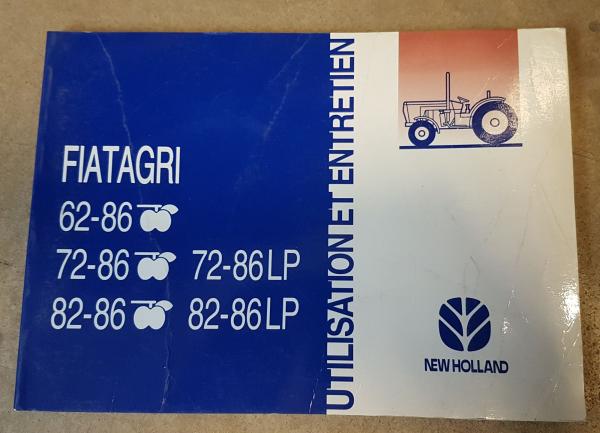 FIATAGRI
62-86
72-86 72-86 LP
82-86 82-86 LP
UTILISATION ET ENTRETIEN
NEW HOLLAND